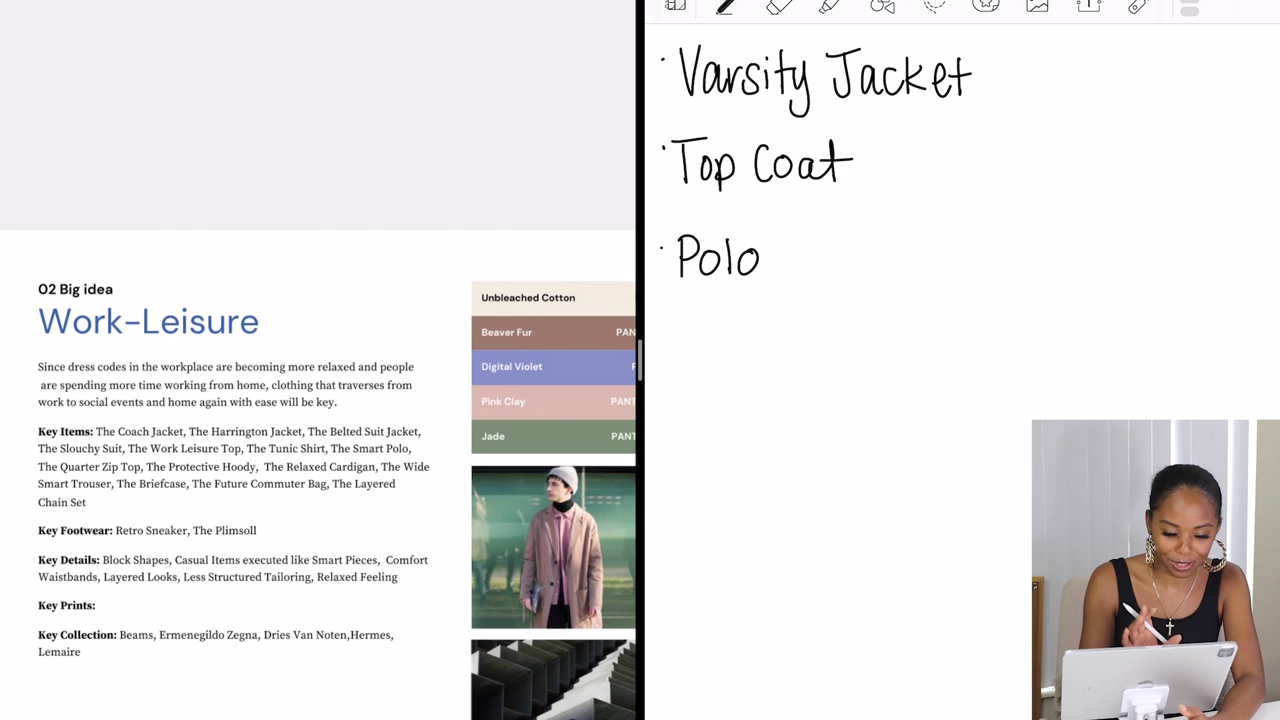 02 Big idea
Work-Leisure
Since dress codes in the workplace are becoming more relaxed and people
are spending more time working from home, clothing that traverses from
work to social events and home again with ease will be key.
Key Items: The Coach Jacket, The Harrington Jacket, The Belted Suit Jacket,
The Slouchy Suit, The Work Leisure Top, The Tunic Shirt, The Smart Polo,
The Quarter Zip Top, The Protective Hoody, The Relaxed Cardigan, The Wide
Smart Trouser, The Briefcase, The Future Commuter Bag, The Layered
Chain Set
Key Footwear: Retro Sneaker, The Plimsoll
Key Details: Block Shapes, Casual Items executed like Smart Pieces, Comfort
Waistbands, Layered Looks, Less Structured Tailoring, Relaxed Feeling
Key Prints:
Key Collection: Beams, Ermenegildo Zegna, Dries Van Noten,Hermes,
Lemaire
Unbleached Cotton
Beaver Fur PAN
Digital Violet P
Pink Clay PANT
Jade PANT
· Varsity Jacket
· Top Coat
· Polo